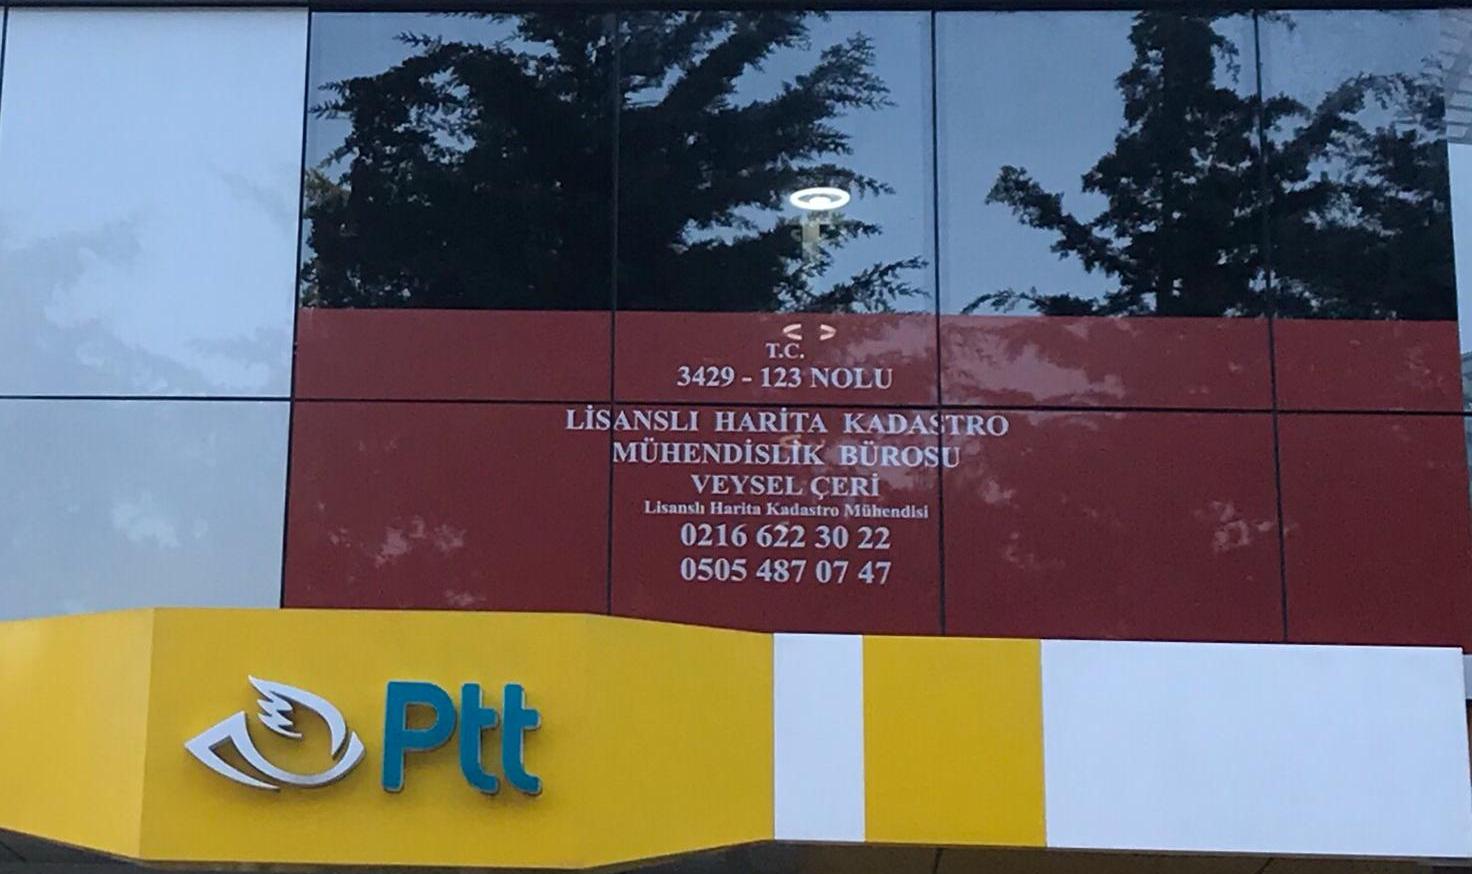 T.C.
3429 - 123 NOLU
LİSANSLI HARİTA KADASTRO
MÜHENDİSLİK BÜROSU
VEYSEL ÇERİ
Lisanslı Harita Kadastro Mühendisi
0216 622 30 22
0505 487 07 47
Ptt